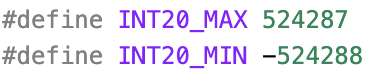 #define INT20_MAX 524287
#define INT20_MIN -524288